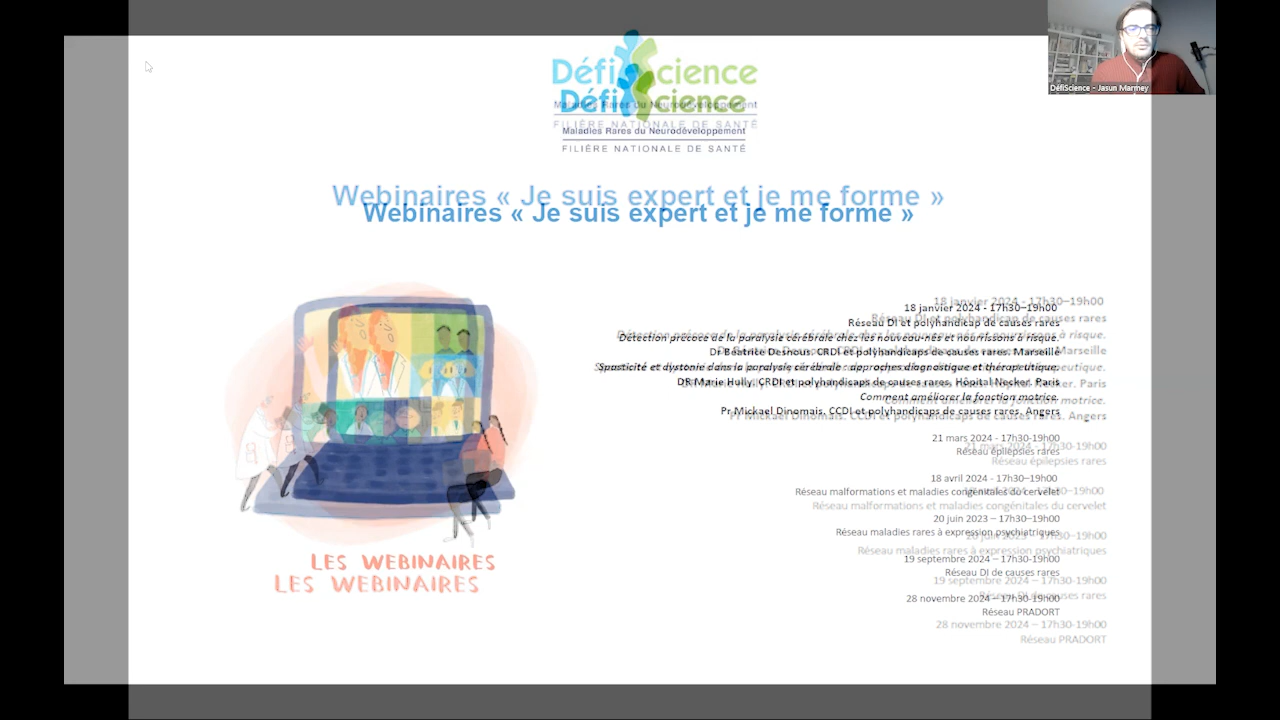 DéfiScience
Maladies Rares du Neurodéveloppement
FILIÈRE NATIONALE DE SANTÉ
Webinaires « Je suis expert et je me forme »
18 janvier 2024 - 17h30–19h00
Réseau DI et polyhandicap de causes rares
Détection précoce de la paralysie cérébrale chez les nouveau-nés et nourrissons à risque.
Dr Béatrice Desnous, CRDI et polyhandicaps de causes rares, Marseille
Spasticité et dystonie dans la paralysie cérébrale : approches diagnostique et thérapeutique.
DR Marie Hully, CRDI et polyhandicaps de causes rares, Hôpital Necker, Paris
Comment améliorer la fonction motrice.
Pr Mickael Dinomais, CCDI et polyhandicaps de causes rares, Angers
21 mars 2024 - 17h30-19h00
Réseau épilepsies rares
18 avril 2024 - 17h30–19h00
Réseau malformations et maladies congénitales du cervelet
20 juin 2023 – 17h30–19h00
Réseau maladies rares à expression psychiatriques
19 septembre 2024 – 17h30-19h00
Réseau DI de causes rares
28 novembre 2024 – 17h30-19h00
Réseau PRADORT
LES WEBINAIRES
DéfiScience - Jasun Marmey